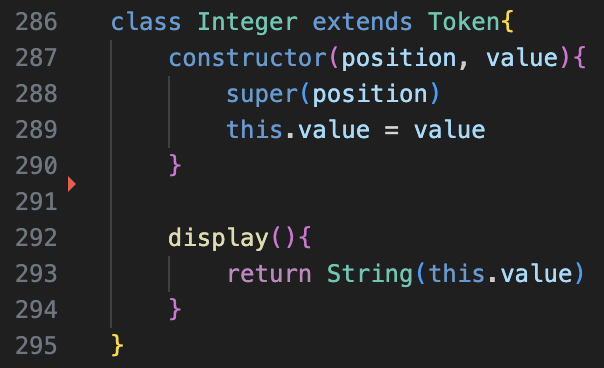 286 class Integer extends Token{
287     constructor(position, value){
288         super(position)
289         this.value = value
290     }
291
292     display(){
293         return String(this.value)
294     }
295 }